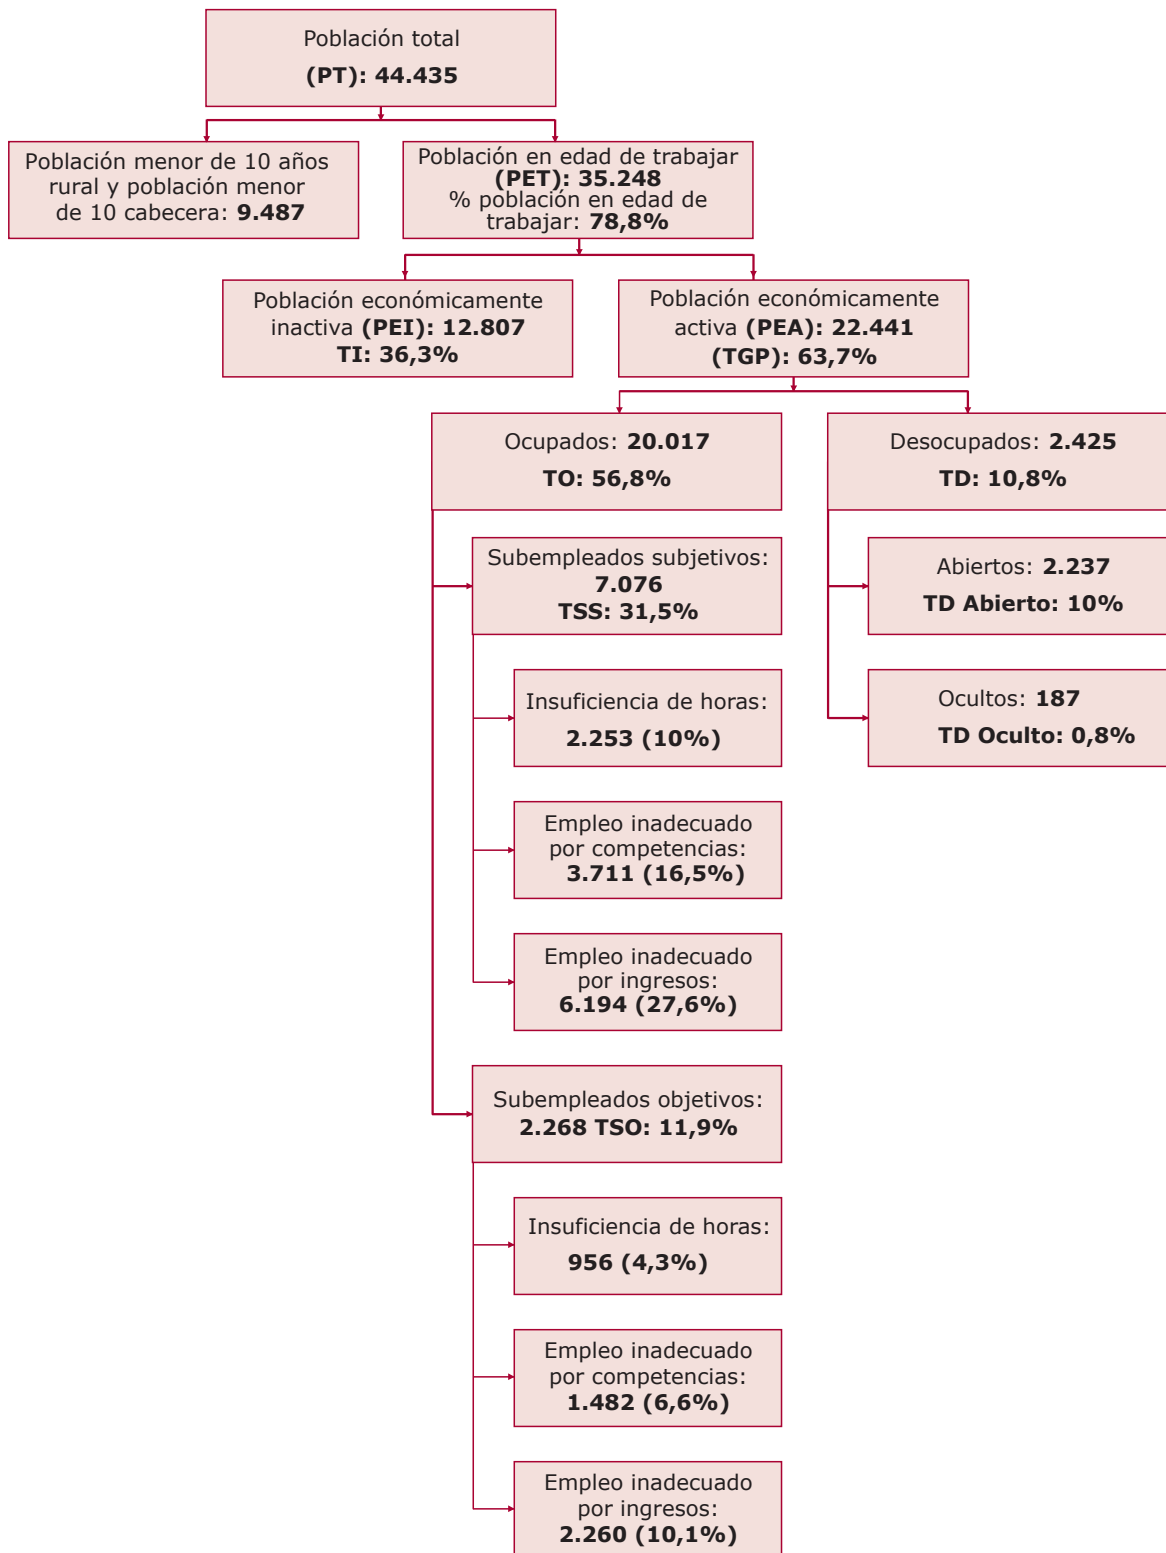 Población total
(PT): 44.435
Población menor de 10 años
rural y población menor
de 10 cabecera: 9.487
Población en edad de trabajar
(PET): 35.248
% población en edad de
trabajar: 78,8%
Población económicamente
inactiva (PEI): 12.807
TI: 36,3%
Población económicamente
activa (PEA): 22.441
(TGP): 63,7%
Ocupados: 20.017
TO: 56,8%
Desocupados: 2.425
TD: 10,8%
Subempleados subjetivos:
7.076
TSS: 31,5%
Abiertos: 2.237
TD Abierto: 10%
Insuficiencia de horas:
2.253 (10%)
Ocultos: 187
TD Oculto: 0,8%
Empleo inadecuado
por competencias:
3.711 (16,5%)
Empleo inadecuado
por ingresos:
6.194 (27,6%)
Subempleados objetivos:
2.268 TSO: 11,9%
Insuficiencia de horas:
956 (4,3%)
Empleo inadecuado
por competencias:
1.482 (6,6%)
Empleo inadecuado
por ingresos:
2.260 (10,1%)